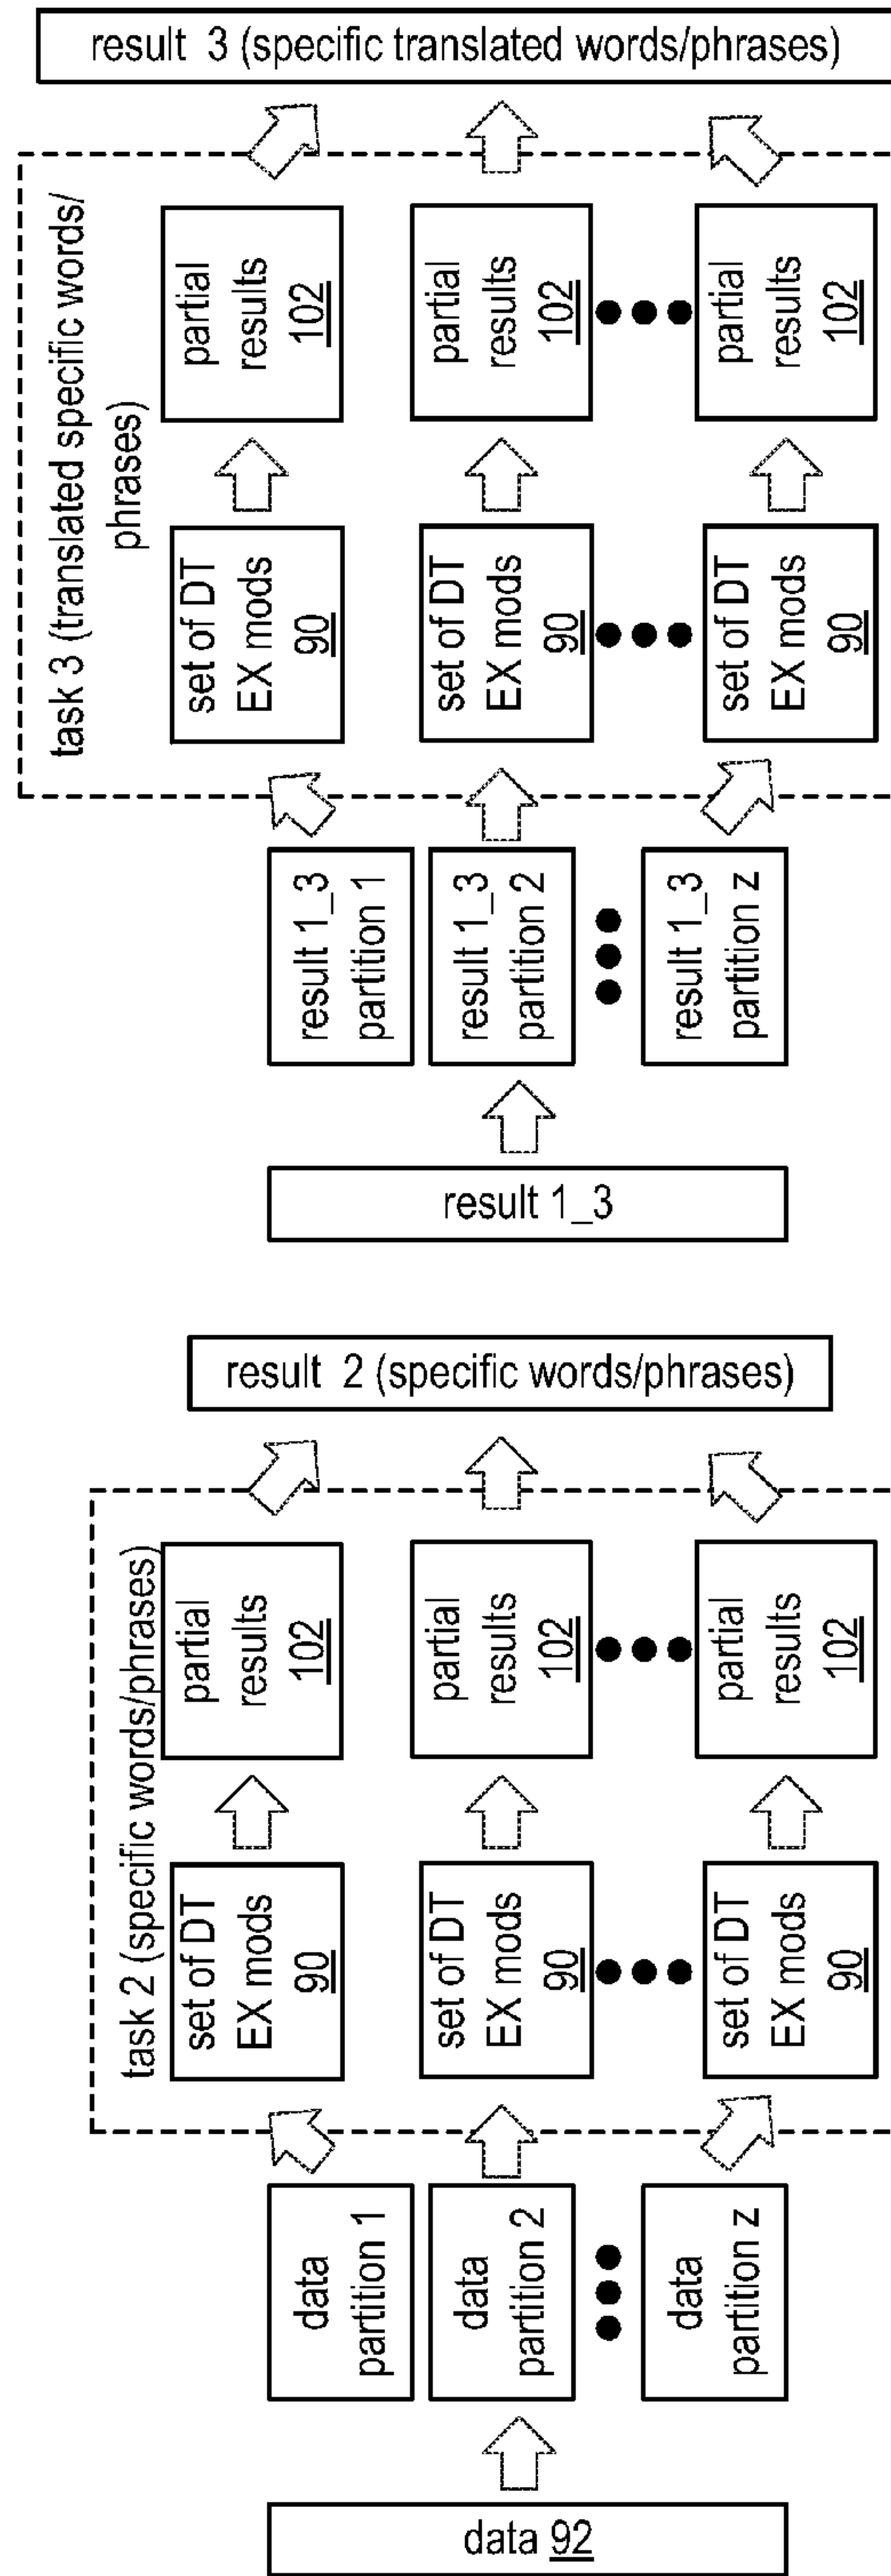 data 92
data
partition 1
data
partition 2
data
partition z
task 2 (specific words/phrases)
set of DT
EX mods
90
set of DT
EX mods
90
set of DT
EX mods
90
partial
results
102
partial
results
102
partial
results
102
result 2 (specific words/phrases)
result 1_3
result 1_3
partition 1
result 1_3
partition 2
result 1_3
partition z
task 3 (translated specific words/
phrases)
set of DT
EX mods
90
set of DT
EX mods
90
set of DT
EX mods
90
partial
results
102
partial
results
102
partial
results
102
result 3 (specific translated words/phrases)